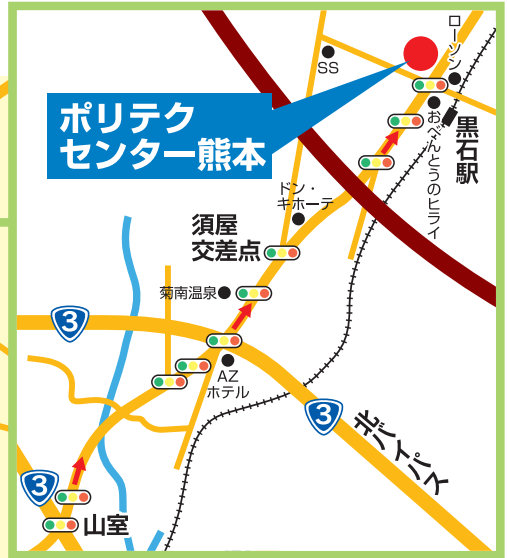 ローソン
SS
ポリテク
センター熊本
おべんとうのヒライ
黒石駅
ドン・
キホーテ
須屋
交差点
菊南温泉
3
AZ
ホテル
3
北バイパス
3
山室